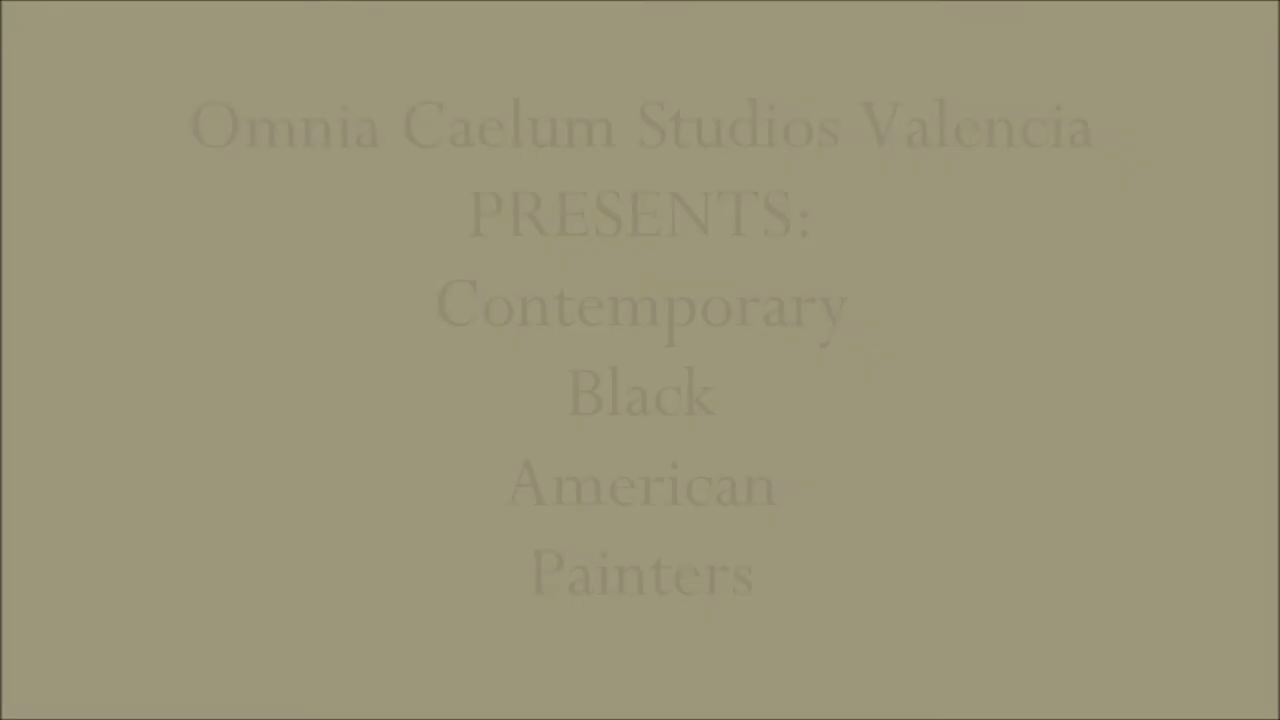 Omnia Caelum Studios Valencia
PRESENTS:
Contemporary
Black
American
Painters